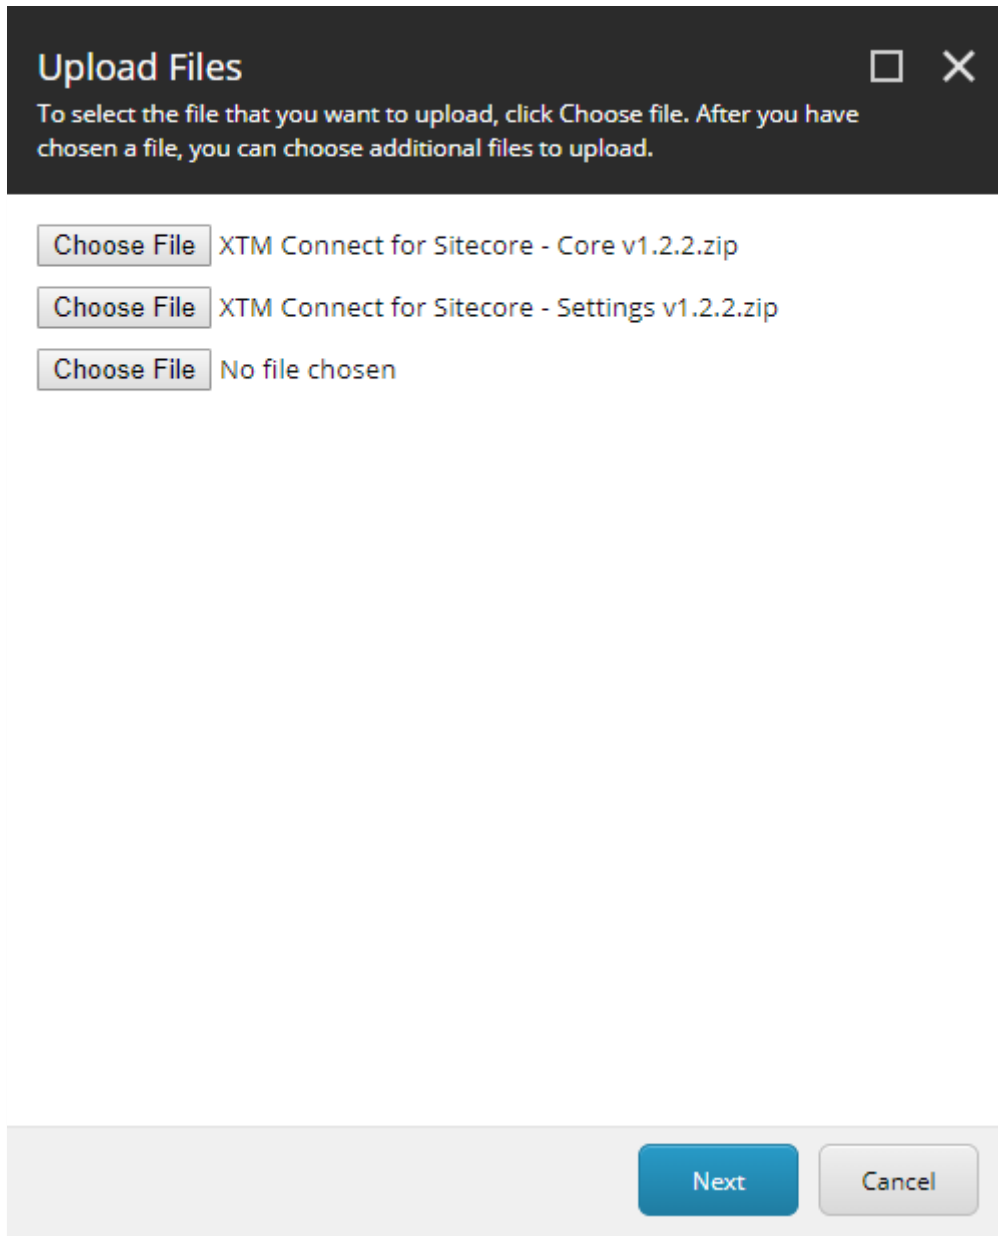 Upload Files
To select the file that you want to upload, click Choose file. After you have
chosen a file, you can choose additional files to upload.
Choose File XTM Connect for Sitecore - Core v1.2.2.zip
Choose File XTM Connect for Sitecore - Settings v1.2.2.zip
Choose File No file chosen
Next Cancel